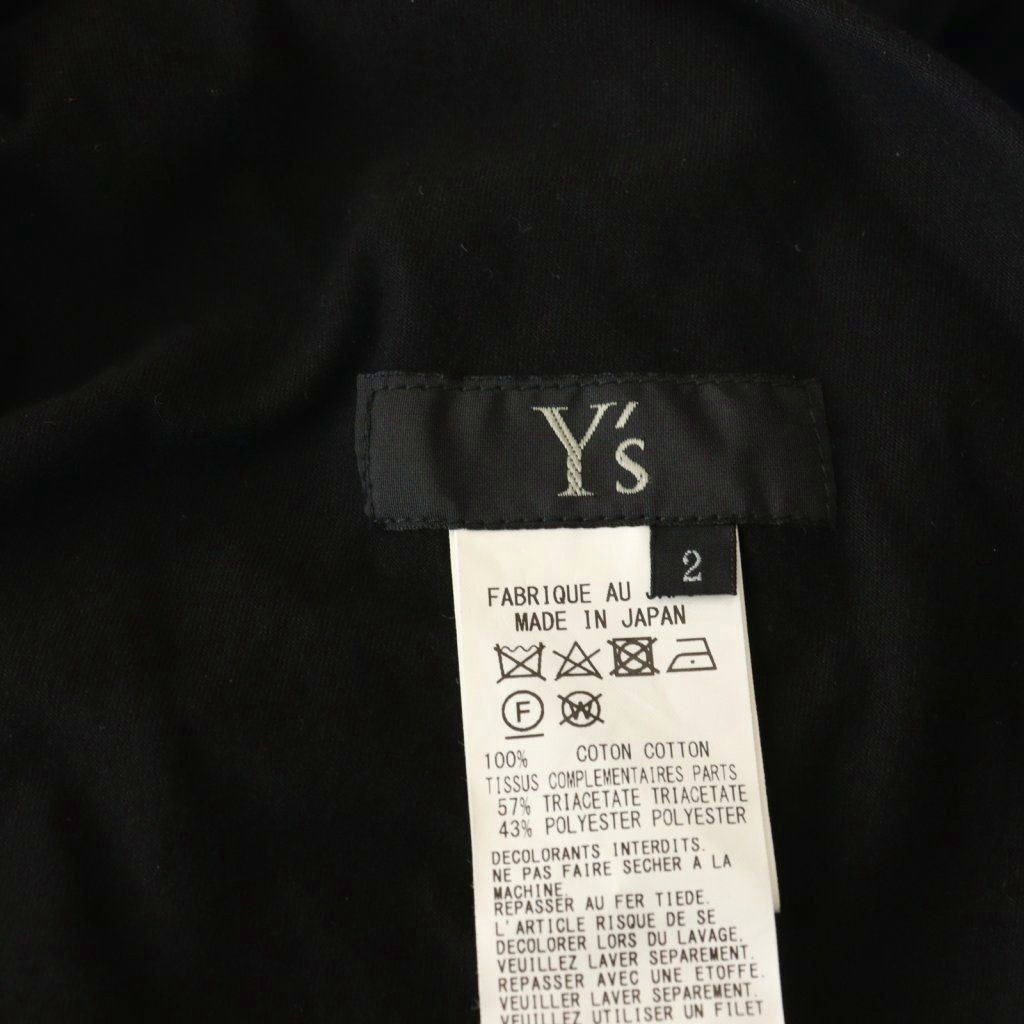 Y's
2
FABRIQUE AU
MADE IN JAPAN
F
W
100% COTON COTTON
TISSUS COMPLEMENTAIRES PARTS
57% TRIACETATE TRIACETATE
43% POLYESTER POLYESTER
DECOLORANTS INTERDITS.
NE PAS FAIRE SECHER A LA
MACHINE.
REPASSER AU FER TIEDE.
L'ARTICLE RISQUE DE SE
DECOLORER LORS DU LAVAGE.
VEUILLEZ LAVER SEPAREMENT.
REPASSER AVEC UNE ETOFFE.
VEUILLER LAVER SEPAREMENT.
VEUILLEZ UTILISER UN FILET